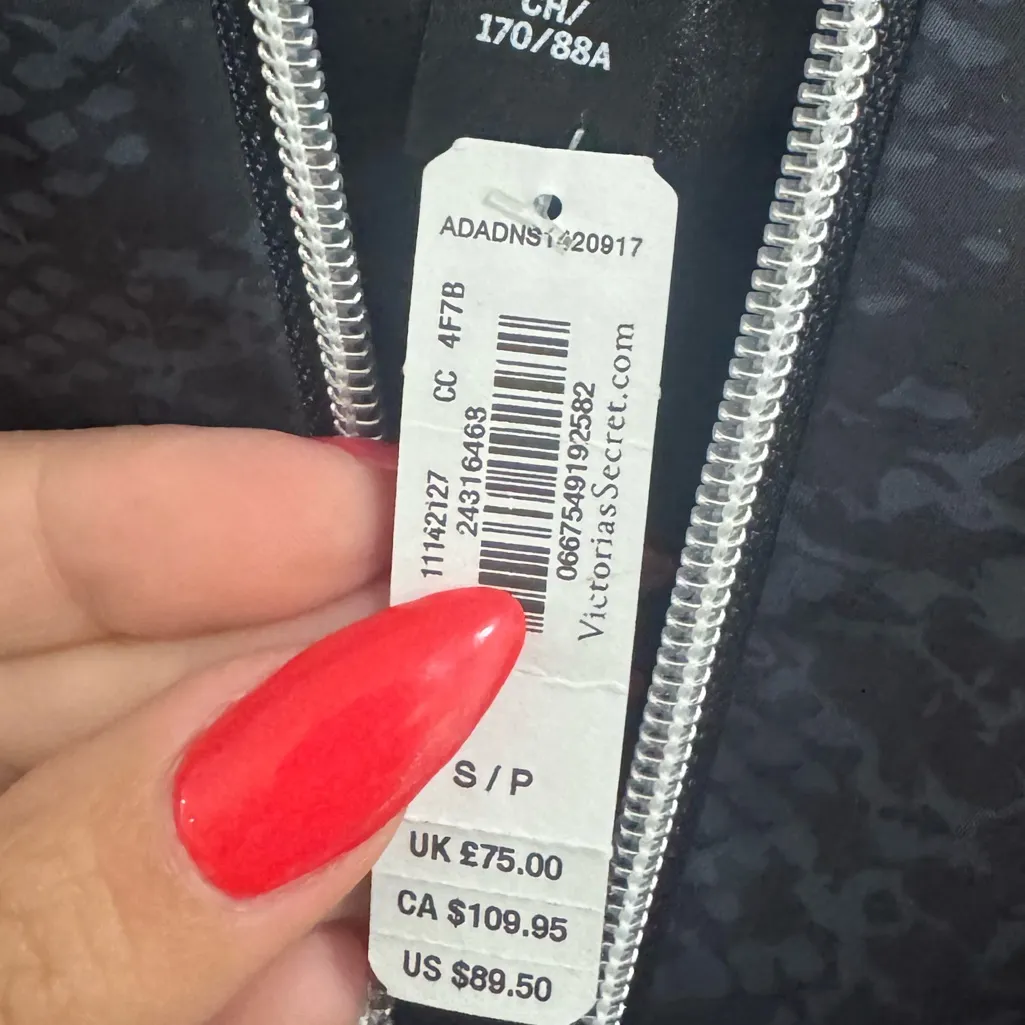 CH/
170/88A
ADADNS1420917
11142127 CC 4F7B
24316468
0667549192582
VictoriasSecret.com
S / P
UK £75.00
CA $109.95
US $89.50